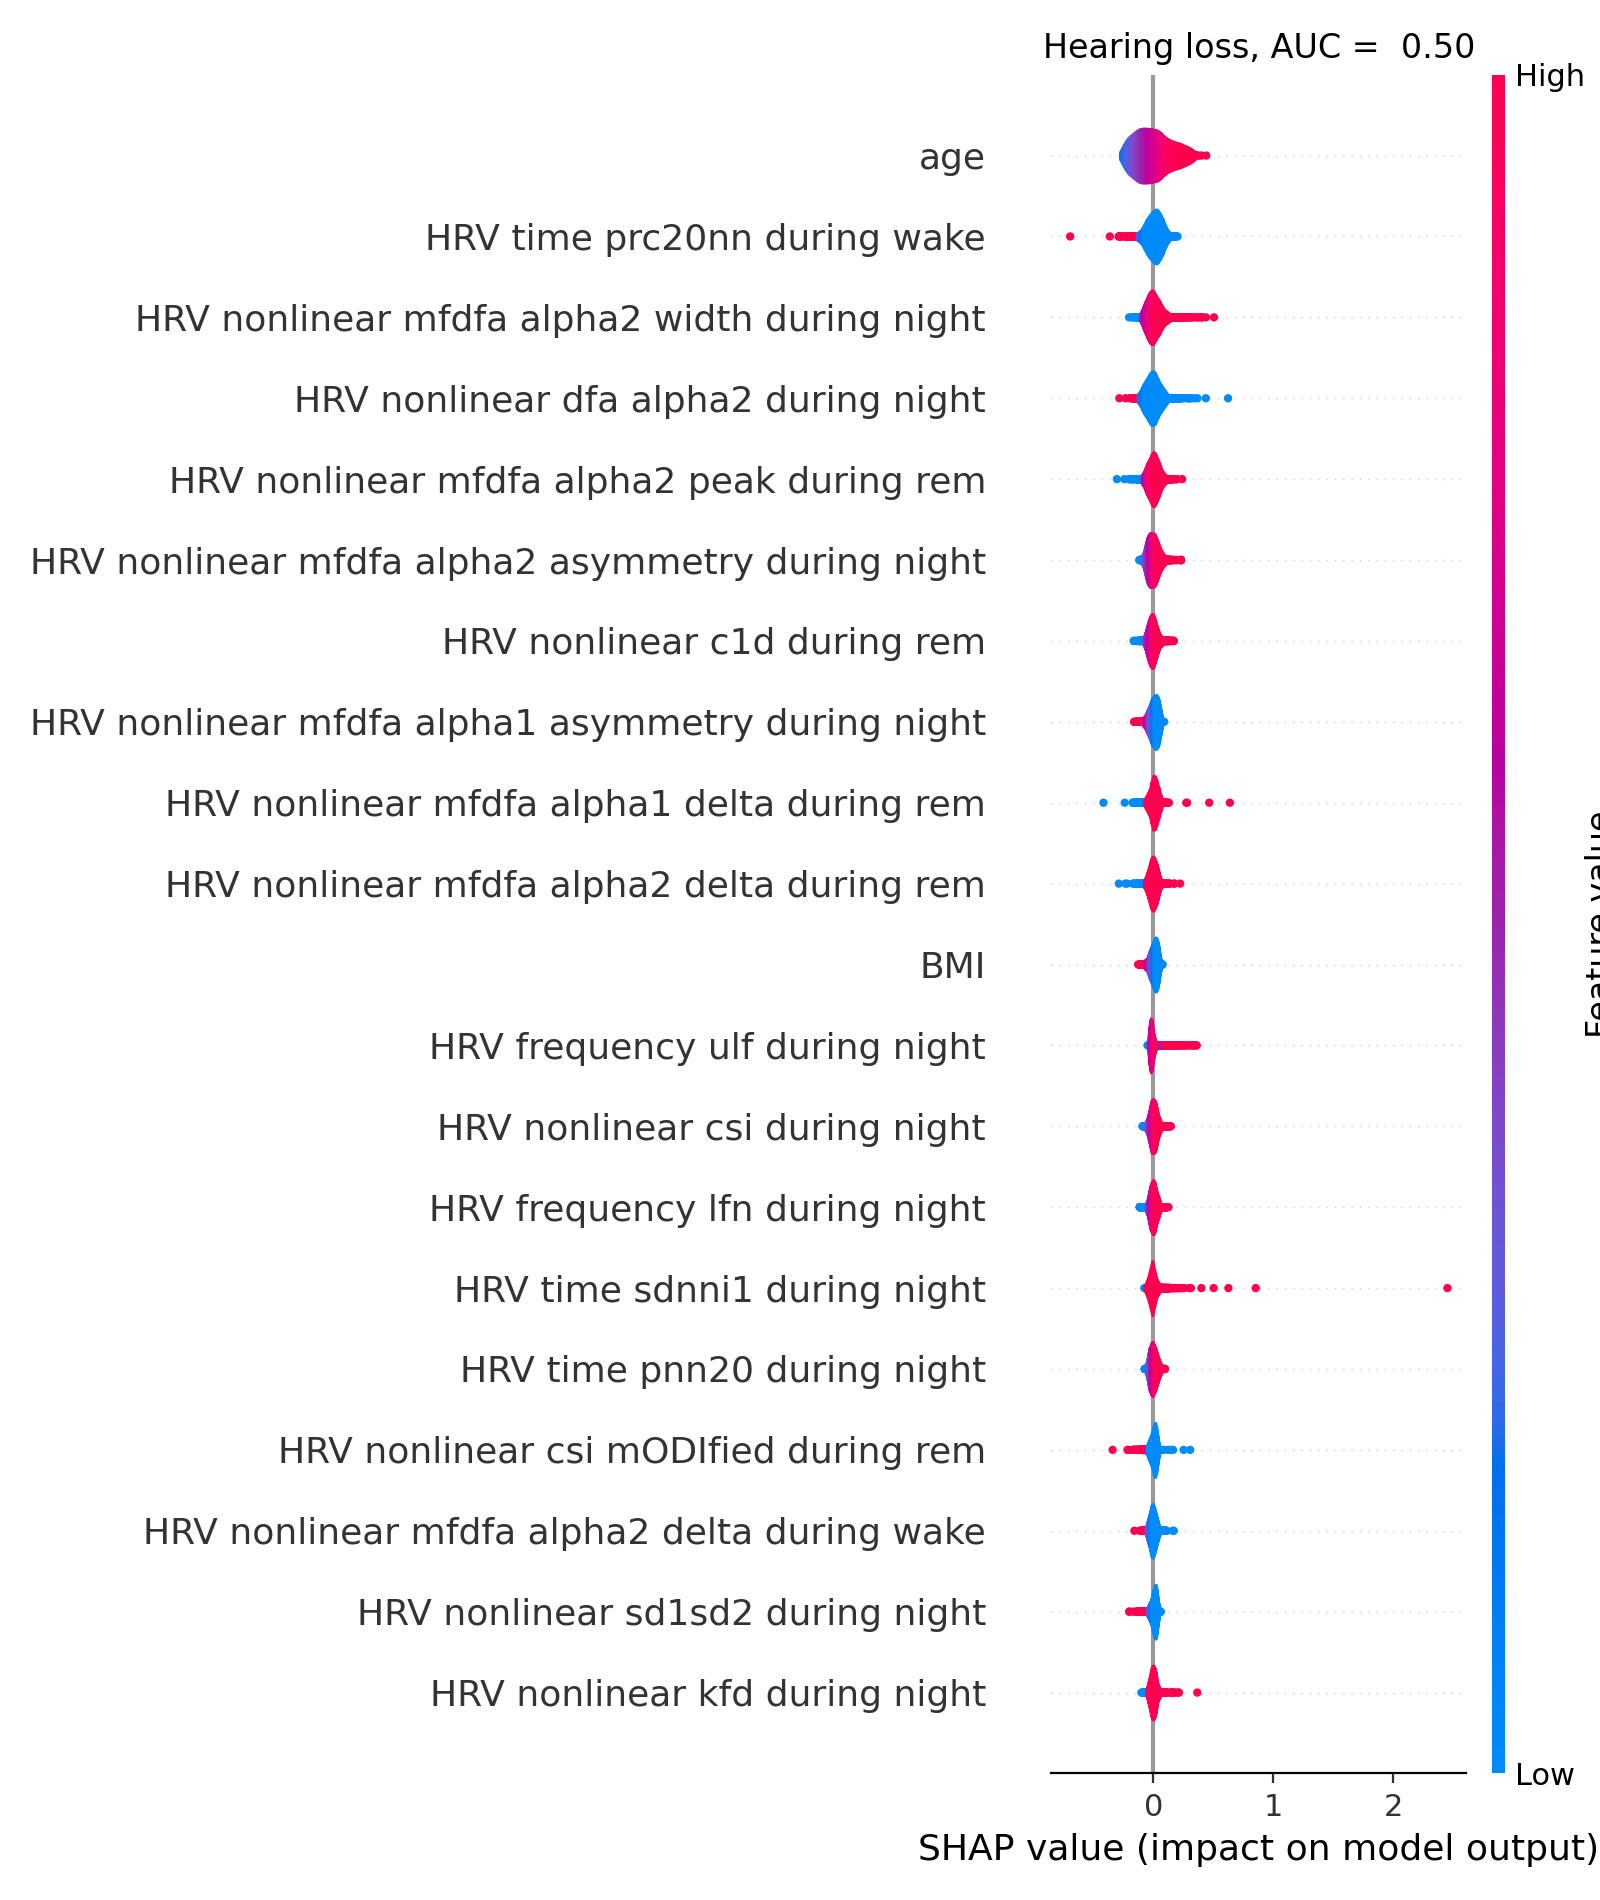 Hearing loss, AUC =  0.50
High
age
HRV time prc20nn during wake
HRV nonlinear mfdfa alpha2 width during night
HRV nonlinear dfa alpha2 during night
HRV nonlinear mfdfa alpha2 peak during rem
HRV nonlinear mfdfa alpha2 asymmetry during night
HRV nonlinear c1d during rem
HRV nonlinear mfdfa alpha1 asymmetry during night
HRV nonlinear mfdfa alpha1 delta during rem
HRV nonlinear mfdfa alpha2 delta during rem
BMI
HRV frequency ulf during night
HRV nonlinear csi during night
HRV frequency lfn during night
HRV time sdnni1 during night
HRV time pnn20 during night
HRV nonlinear csi mODIfied during rem
HRV nonlinear mfdfa alpha2 delta during wake
HRV nonlinear sd1sd2 during night
HRV nonlinear kfd during night
Feature value
Low
0 1 2
SHAP value (impact on model output)